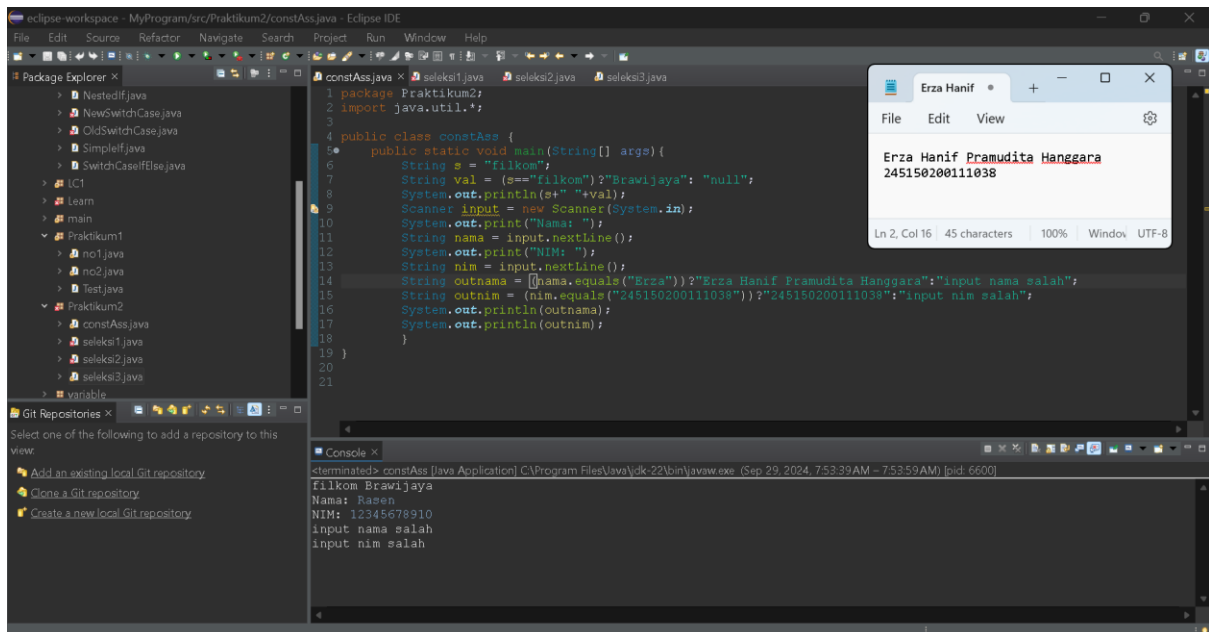 eclipse-workspace - MyProgram/src/Praktikum2/constAss.java - Eclipse IDE
File Edit Source Refactor Navigate Search Project Run Window Help
Package Explorer
NestedIf.java
NewSwitchCase.java
OldSwitchCase.java
SimpleIf.java
SwitchCaseIfElse.java
LC1
Learn
main
Praktikum1
no1.java
no2.java
Test.java
Praktikum2
constAss.java
seleksi1.java
seleksi2.java
seleksi3.java
variable
Git Repositories
Select one of the following to add a repository to this
view:
Add an existing local Git repository
Clone a Git repository
Create a new local Git repository
constAss.java seleksi1.java seleksi2.java seleksi3.java
1 package Praktikum2;
2 import java.util.*;
3
4 public class constAss {
5 public static void main(String[] args){
6 String s = "filkom";
7 String val = (s=="filkom")?"Brawijaya": "null";
8 System.out.println(s+" "+val);
9 Scanner input = new Scanner(System.in);
10 System.out.print("Nama: ");
11 String nama = input.nextLine();
12 System.out.print("NIM: ");
13 String nim = input.nextLine();
14 String outnama = (nama.equals("Erza"))?"Erza Hanif Pramudita Hanggara":"input nama salah";
15 String outnim = (nim.equals("245150200111038"))?"245150200111038":"input nim salah";
16 System.out.println(outnama);
17 System.out.println(outnim);
18 }
19 }
20
21
Erza Hanif
File Edit View
Erza Hanif Pramudita Hanggara
245150200111038
Ln 2, Col 16 45 characters 100% Window UTF-8
Console
<terminated> constAss [Java Application] C:\Program Files\Java\jdk-22\bin\javaw.exe (Sep 29, 2024, 7:53:39 AM – 7:53:59 AM) [pid: 6600]
filkom Brawijaya
Nama: Rasen
NIM: 12345678910
input nama salah
input nim salah